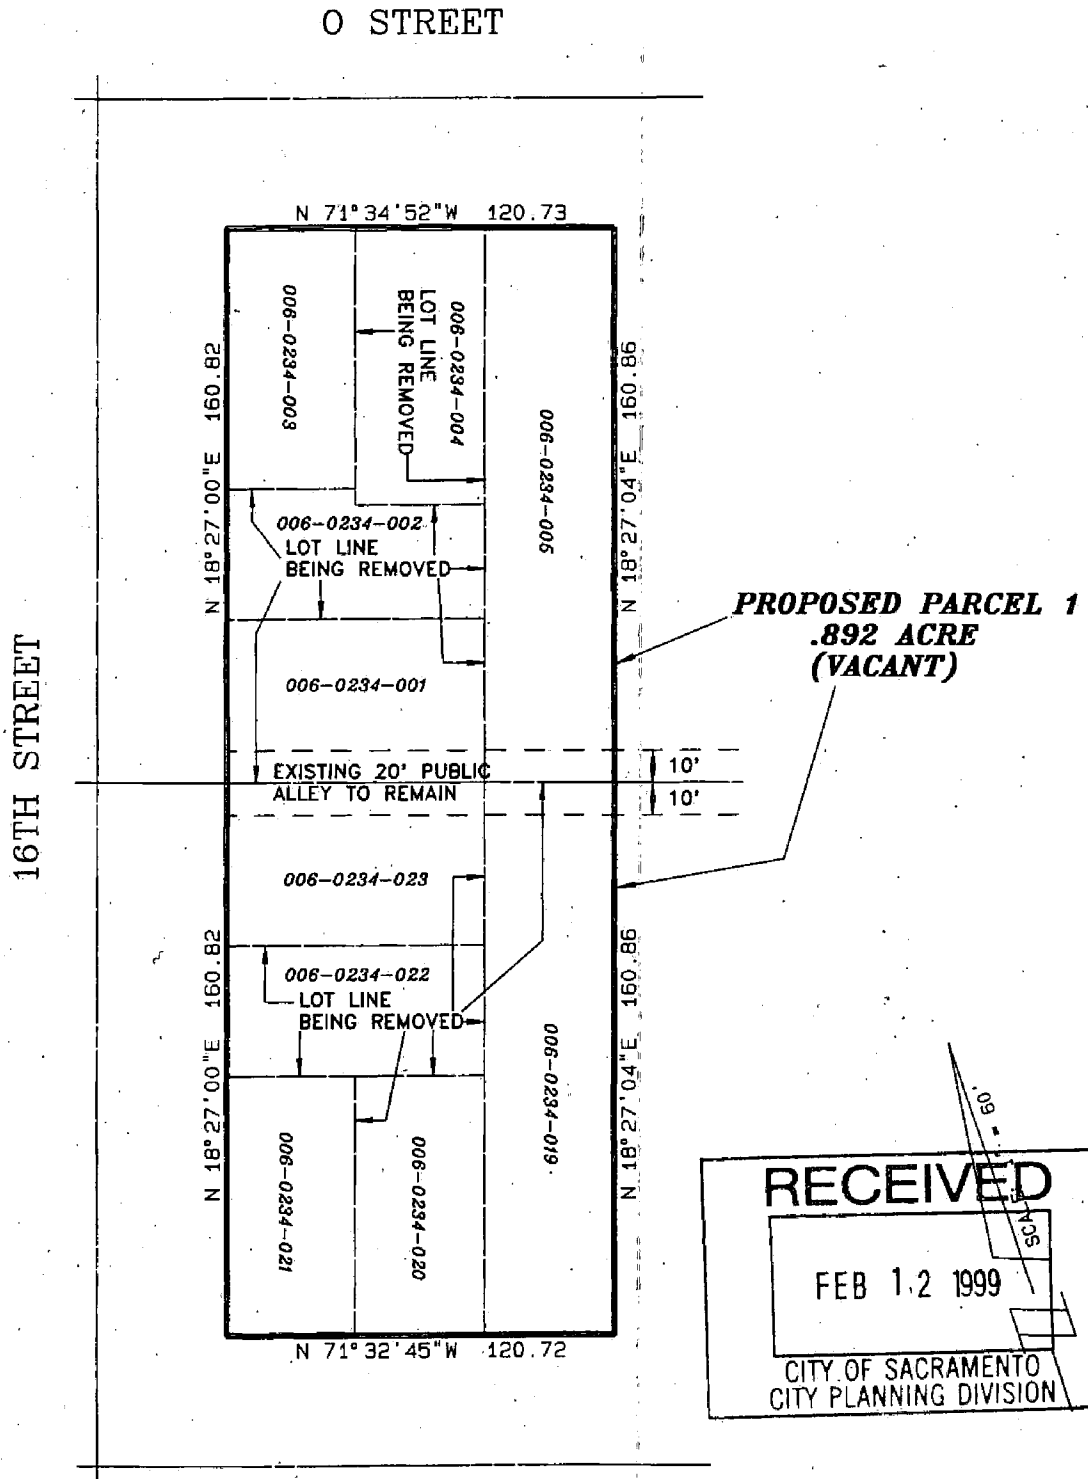 O STREET
N 71°34'52"W 120.73
006-0234-003
LOT LINE
BEING REMOVED
006-0234-004
006-0234-005
N 18°27'00"E 160.82
N 18°27'04"E 160.86
006-0234-002
LOT LINE
BEING REMOVED
006-0234-001
PROPOSED PARCEL 1
.892 ACRE
(VACANT)
16TH STREET
EXISTING 20' PUBLIC
ALLEY TO REMAIN
10'
10'
006-0234-023
006-0234-022
LOT LINE
BEING REMOVED
N 18°27'00"E 160.82
N 18°27'04"E 160.86
006-0234-019
006-0234-021
006-0234-020
N 71°32'45"W 120.72
60'
RECEIVED
FEB 12 1999
CITY OF SACRAMENTO
CITY PLANNING DIVISION